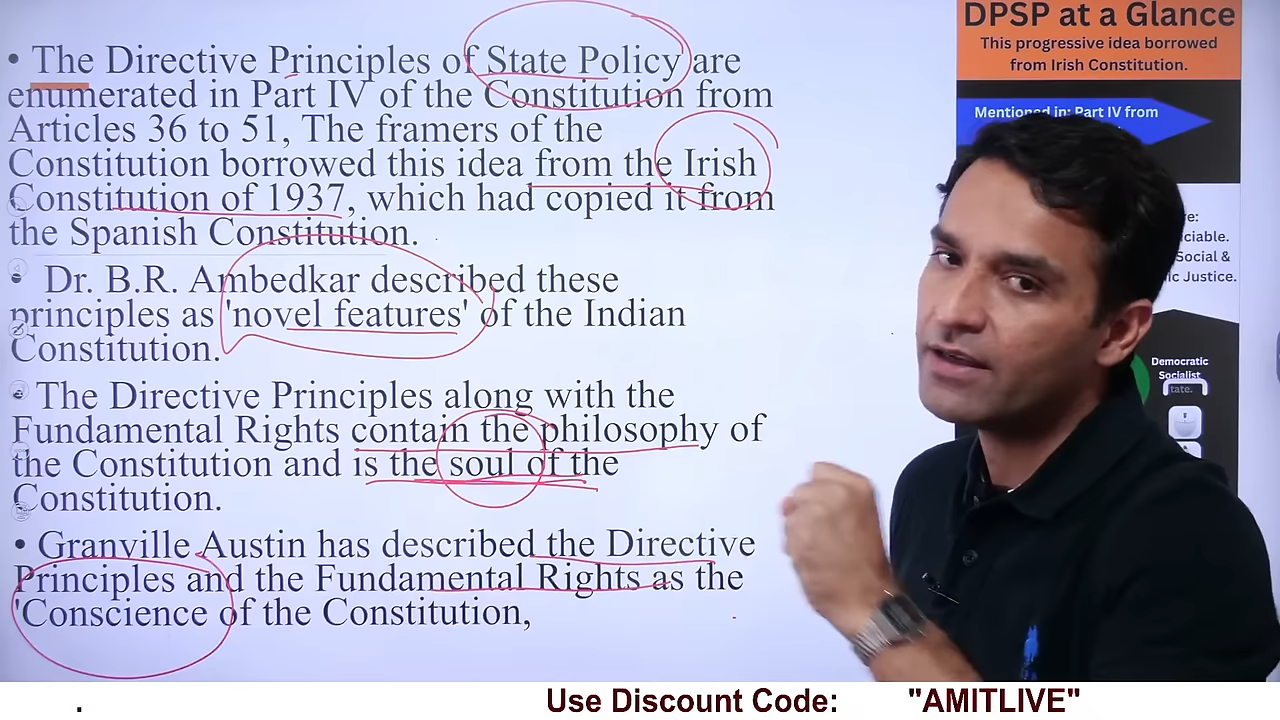 • The Directive Principles of State Policy are
enumerated in Part IV of the Constitution from
Articles 36 to 51, The framers of the
Constitution borrowed this idea from the Irish
Constitution of 1937, which had copied it from
the Spanish Constitution.
• Dr. B.R. Ambedkar described these
principles as 'novel features' of the Indian
Constitution.
• The Directive Principles along with the
Fundamental Rights contain the philosophy of
the Constitution and is the soul of the
Constitution.
• Granville Austin has described the Directive
Principles and the Fundamental Rights as the
'Conscience of the Constitution,
DPSP at a Glance
This progressive idea borrowed
from Irish Constitution.
Mentioned in: Part IV from
Social &
Justice.
Democratic
Socialist
tate.
. Use Discount Code: "AMITLIVE"